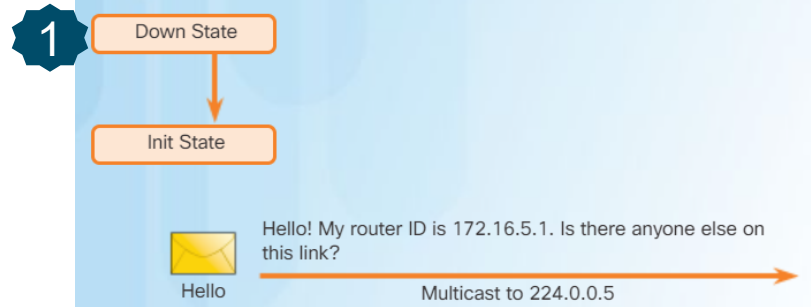 1
Down State
Init State
Hello! My router ID is 172.16.5.1. Is there anyone else on
this link?
Hello
Multicast to 224.0.0.5